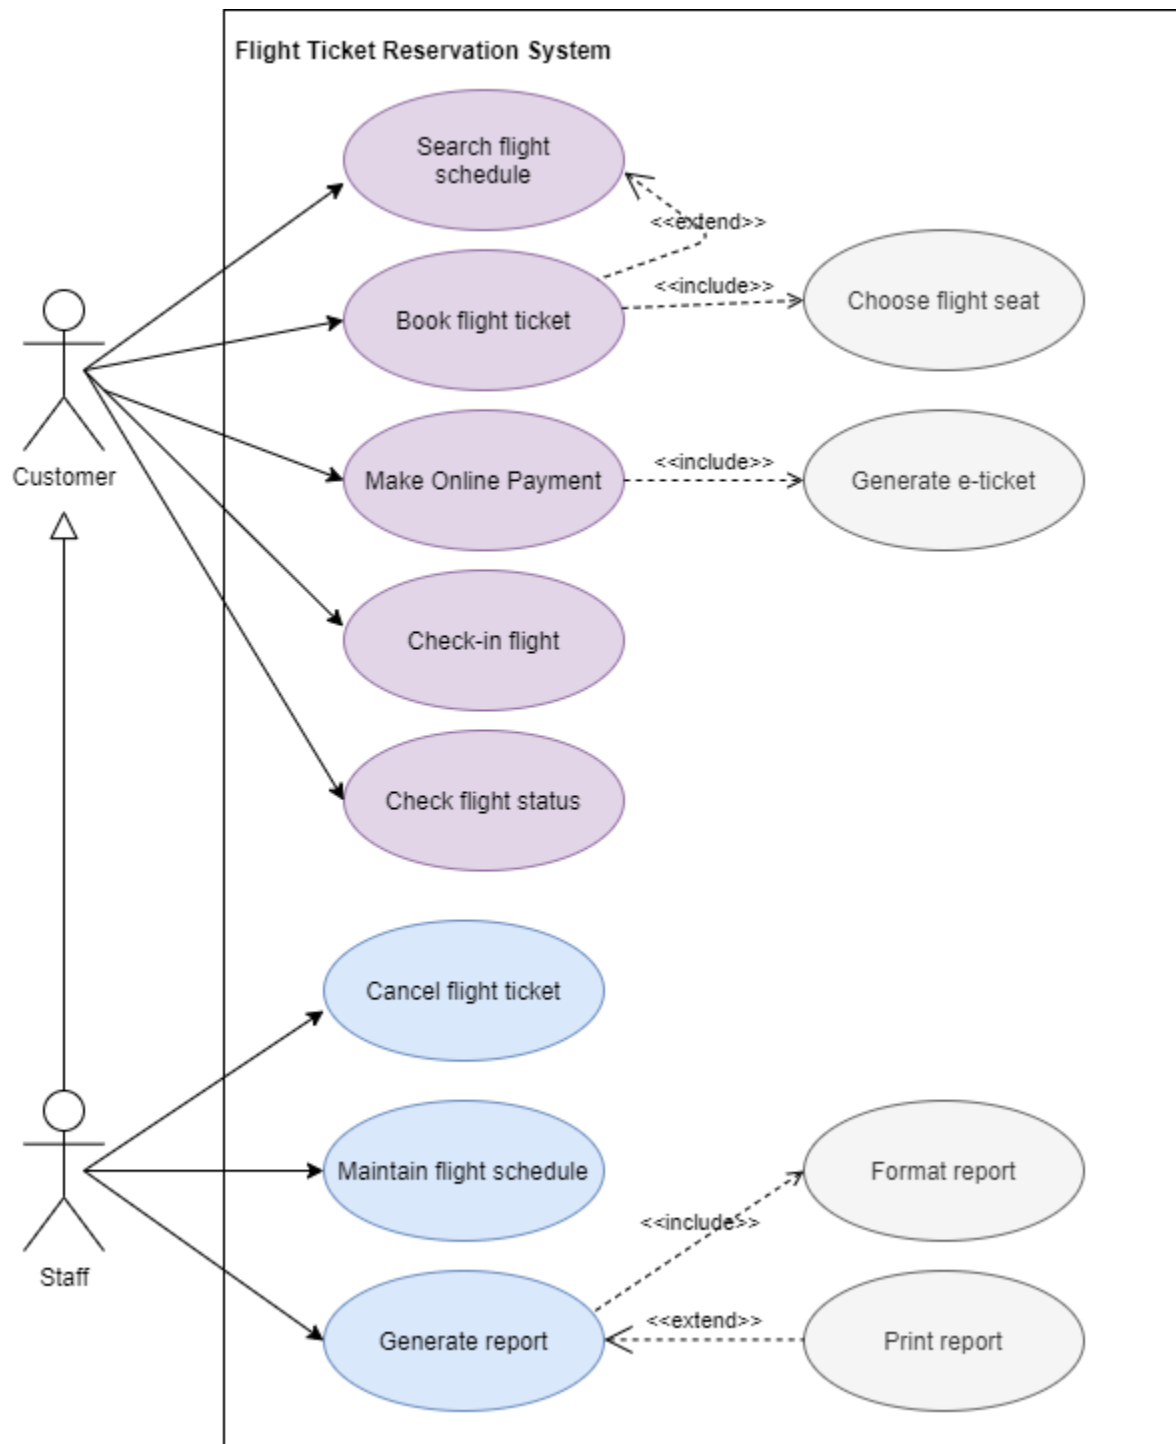 Flight Ticket Reservation System
Search flight
schedule
<<extend>>
<<include>>
Choose flight seat
Book flight ticket
Customer
Make Online Payment
<<include>>
Generate e-ticket
Check-in flight
Check flight status
Cancel flight ticket
Maintain flight schedule
Format report
<<include>>
Staff
Generate report
<<extend>>
Print report